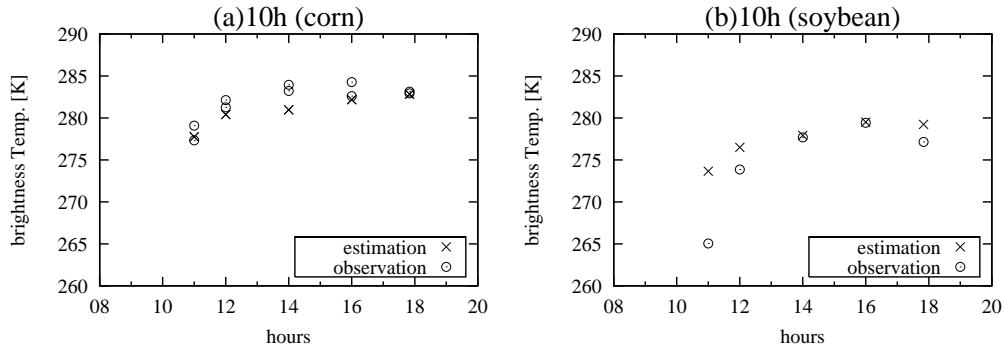 (a)10h (corn)
brightness Temp. [K]
290
285
280
275
270
265
260
estimation
observation
08 10 12 14 16 18 20
hours
(b)10h (soybean)
brightness Temp. [K]
290
285
280
275
270
265
260
estimation
observation
08 10 12 14 16 18 20
hours